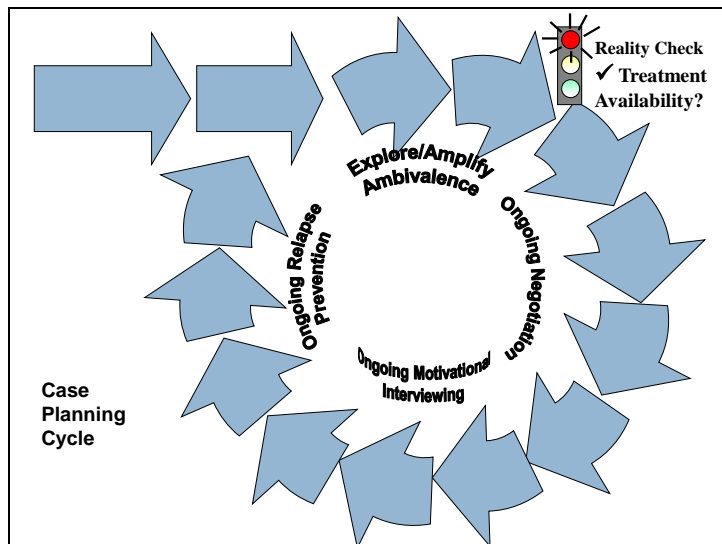 Reality Check
✓ Treatment
Availability?
Explore/Amplify
Ambivalence
Ongoing Negotiation
Ongoing Motivational
Interviewing
Ongoing Relapse
Prevention
Case
Planning
Cycle